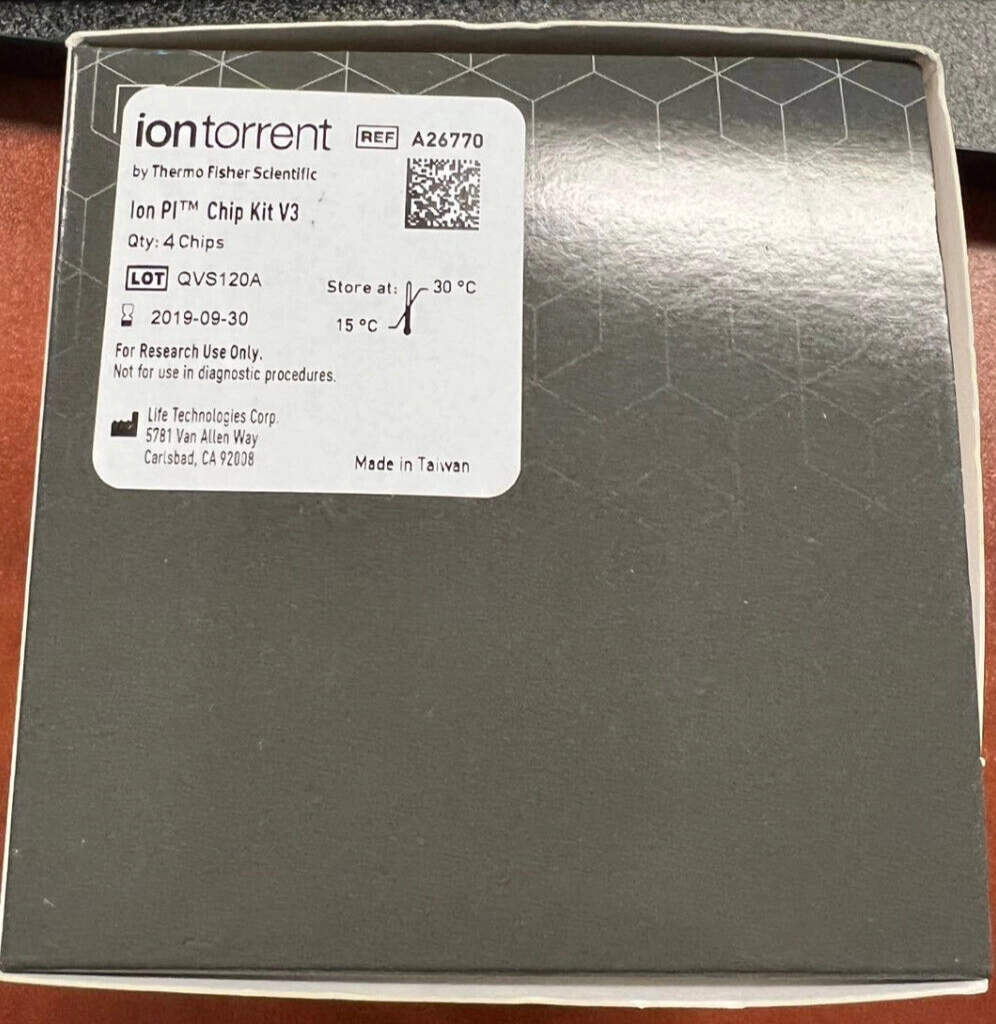 iontorrent REF A26770
by Thermo Fisher Scientific
Ion PI™ Chip Kit V3
Qty: 4 Chips
LOT QVS120A
Store at: 30 °C
15 °C
2019-09-30
For Research Use Only.
Not for use in diagnostic procedures.
Life Technologies Corp.
5781 Van Allen Way
Carlsbad, CA 92008
Made in Taiwan